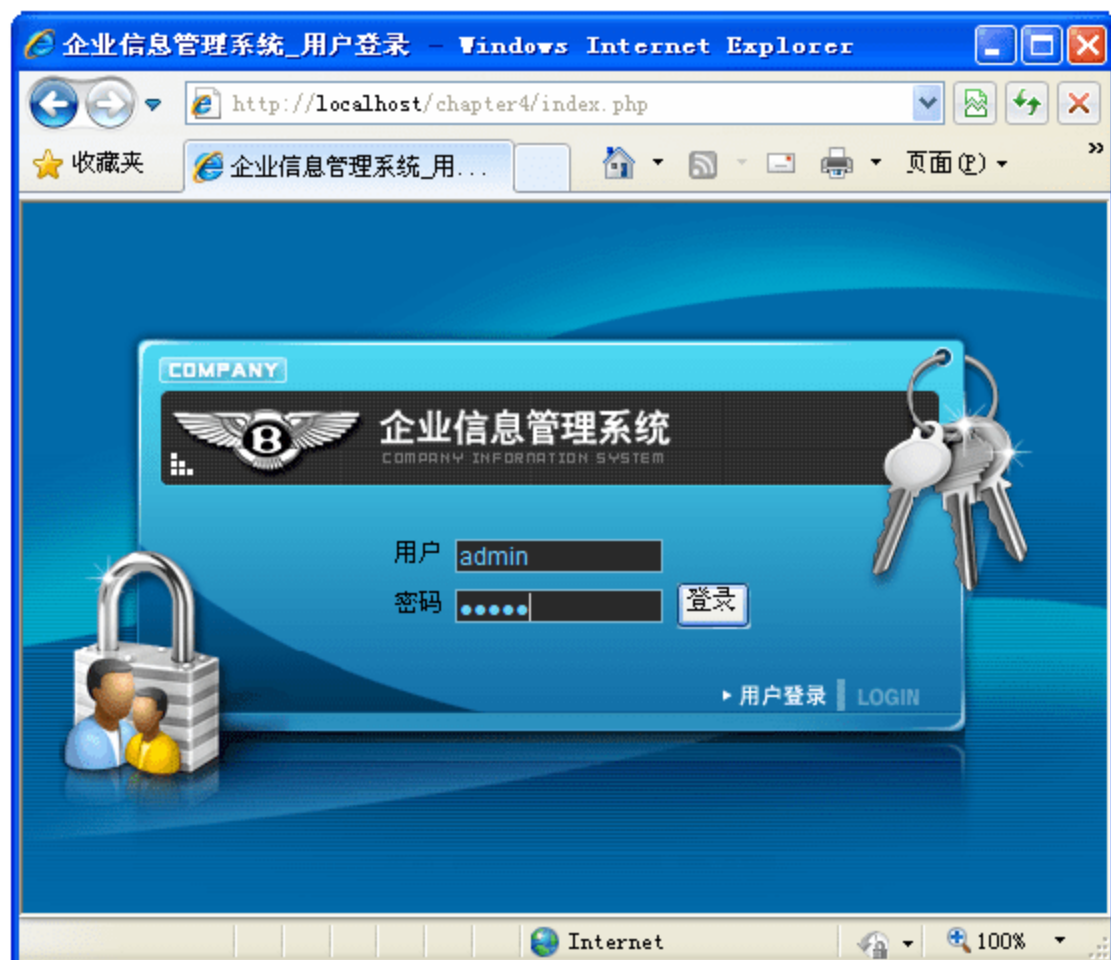 企业信息管理系统_用户登录 - Windows Internet Explorer
http://localhost/chapter4/index.php
收藏夹 企业信息管理系统_用... 页面(P) »
COMPANY
B 企业信息管理系统
COMPANY INFORMATION SYSTEM
用户 admin
密码 ●●●●● 登录
用户登录 LOGIN
Internet 100%